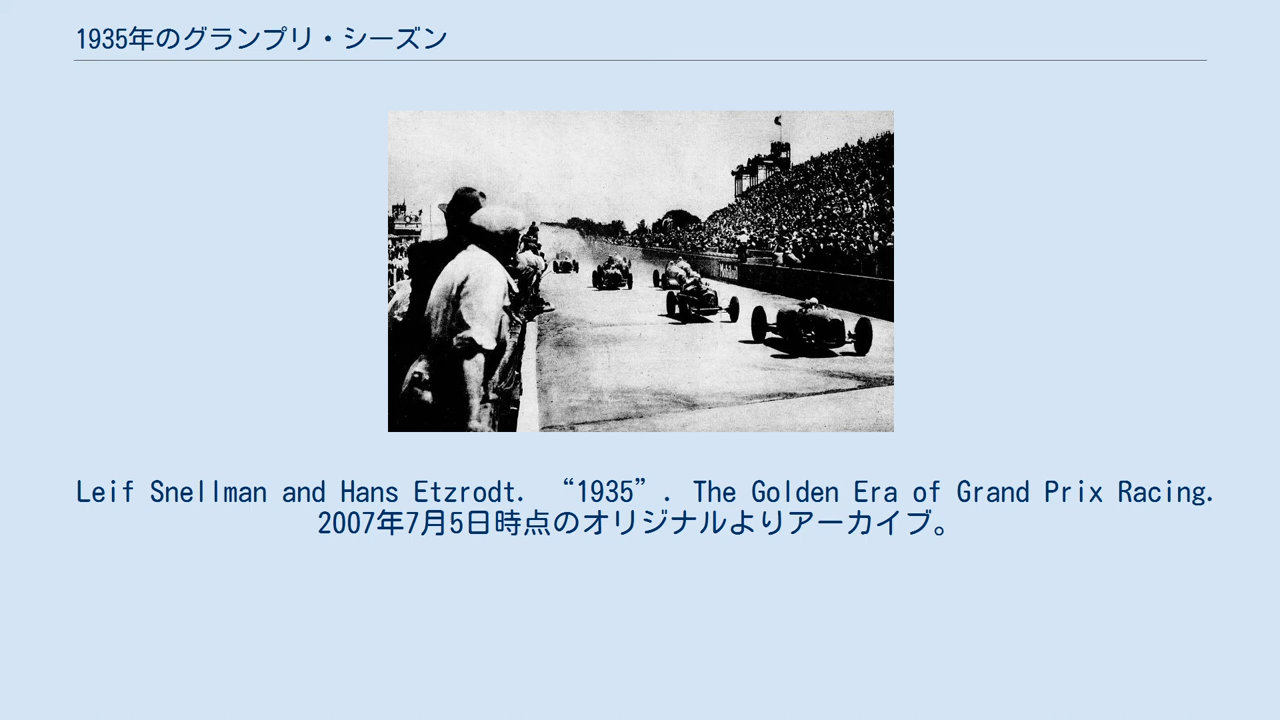 1935年のグランプリ・シーズン
Leif Snellman and Hans Etzrodt. “1935”. The Golden Era of Grand Prix Racing.
2007年7月5日時点のオリジナルよりアーカイブ。